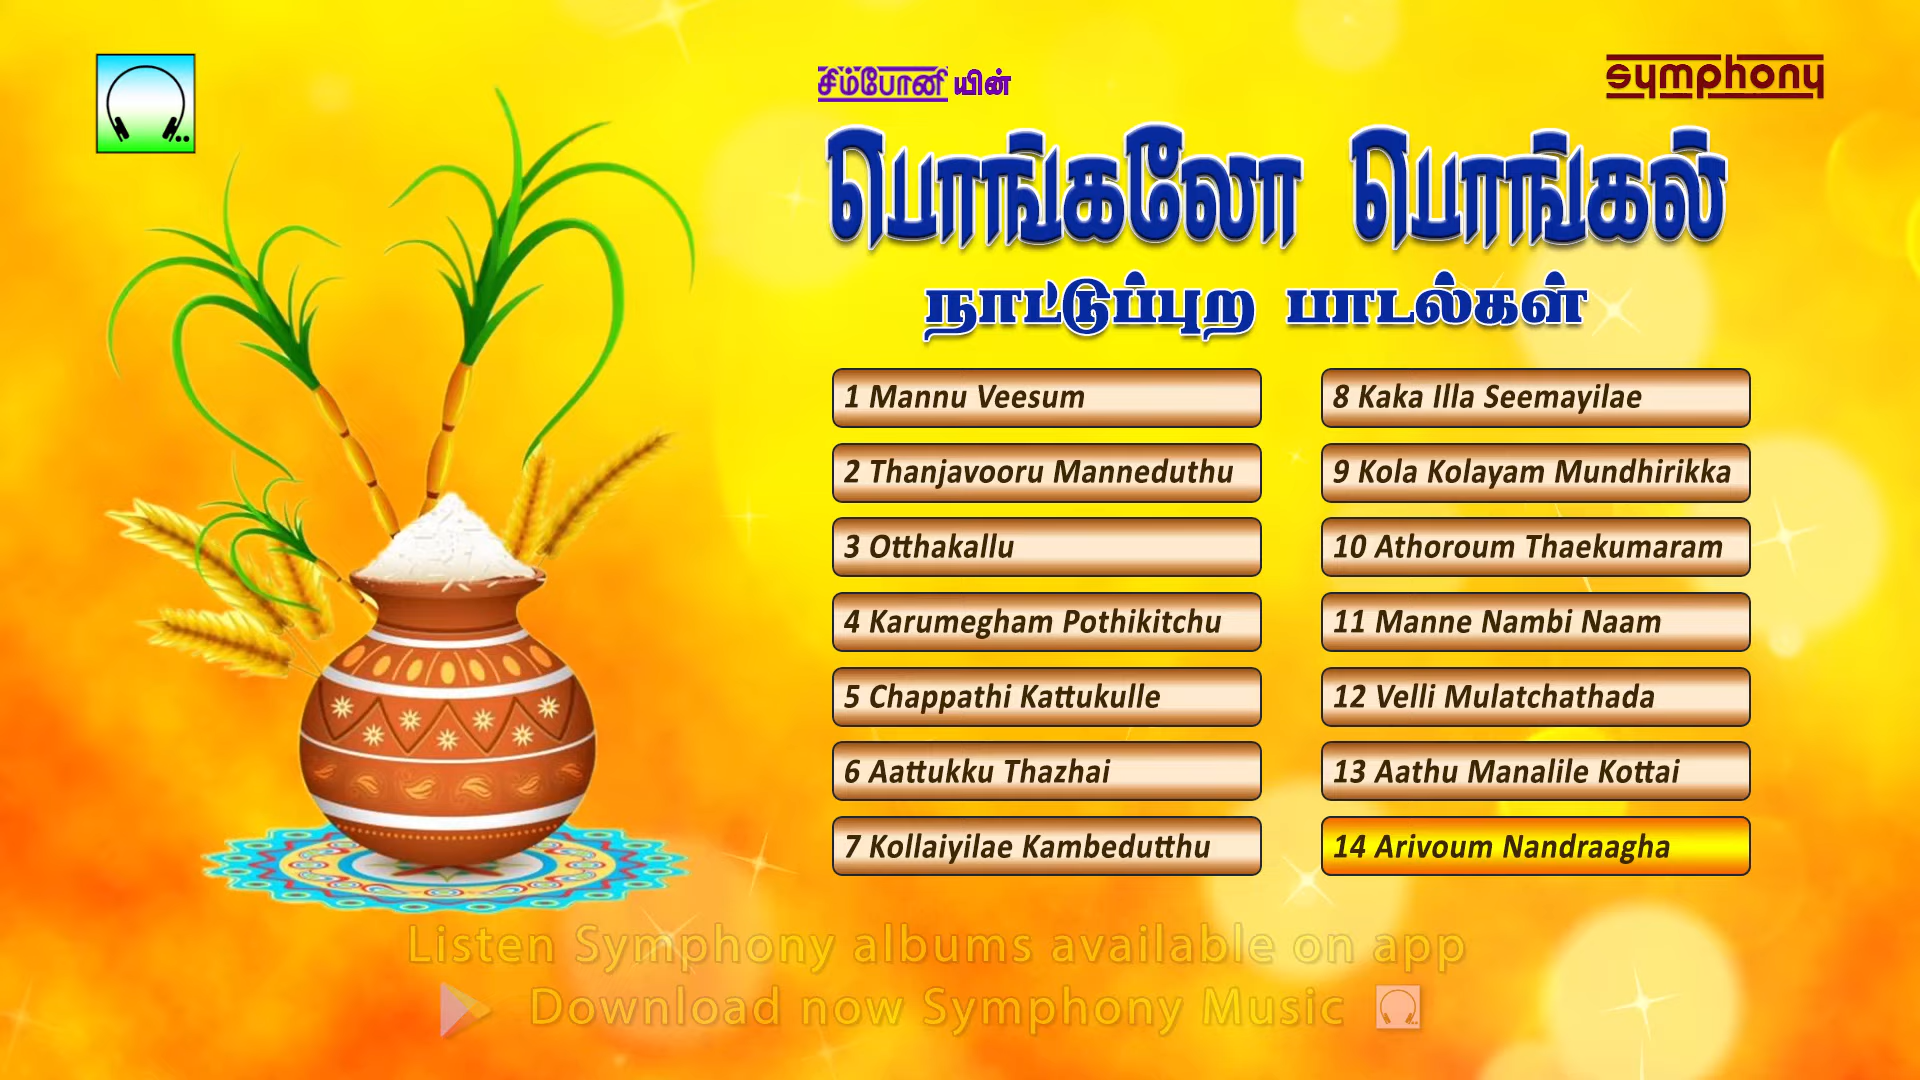 சிம்போனி யின்
symphony
பொங்கலோ பொங்கல்
நாட்டுப்புற பாடல்கள்
1 Mannu Veesum
2 Thanjavooru Manneduthu
3 Otthakallu
4 Karumegham Pothikitchu
5 Chappathi Kattukulle
6 Aattukku Thazhai
7 Kollaiyilae Kambedutthu
8 Kaka Illa Seemayilae
9 Kola Kolayam Mundhirikka
10 Athoroum Thaekumaram
11 Manne Nambi Naam
12 Velli Mulatchathada
13 Aathu Manalile Kottai
14 Arivoum Nandraagha
Listen Symphony albums available on app
Download now Symphony Music